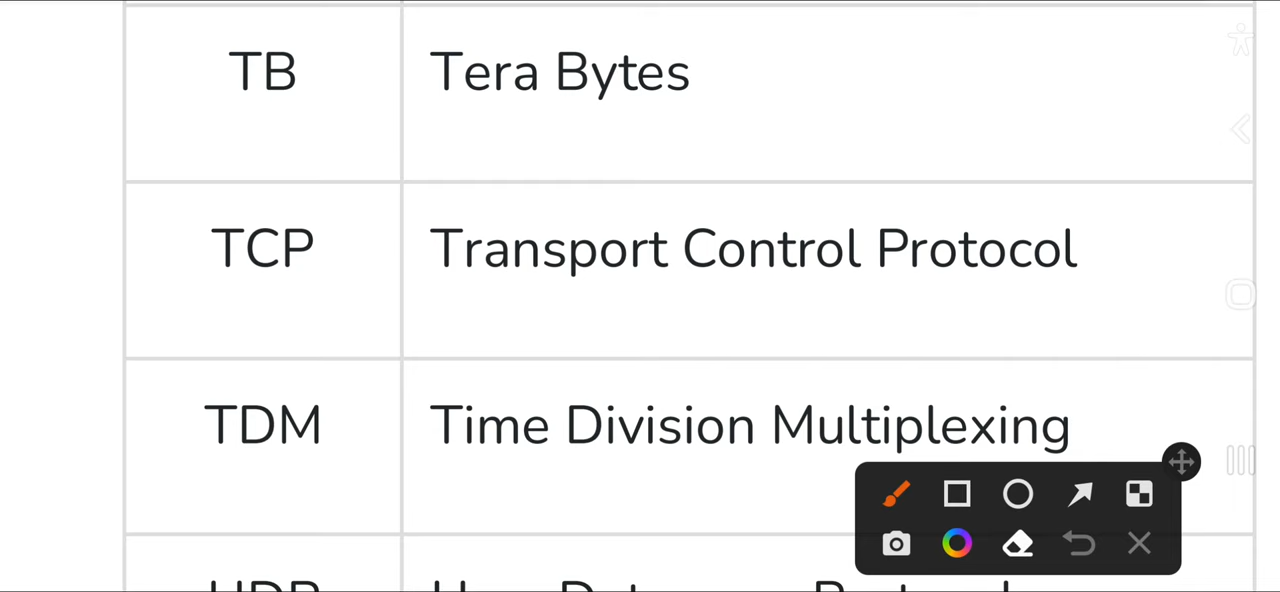 TB Tera Bytes
TCP Transport Control Protocol
TDM Time Division Multiplexing